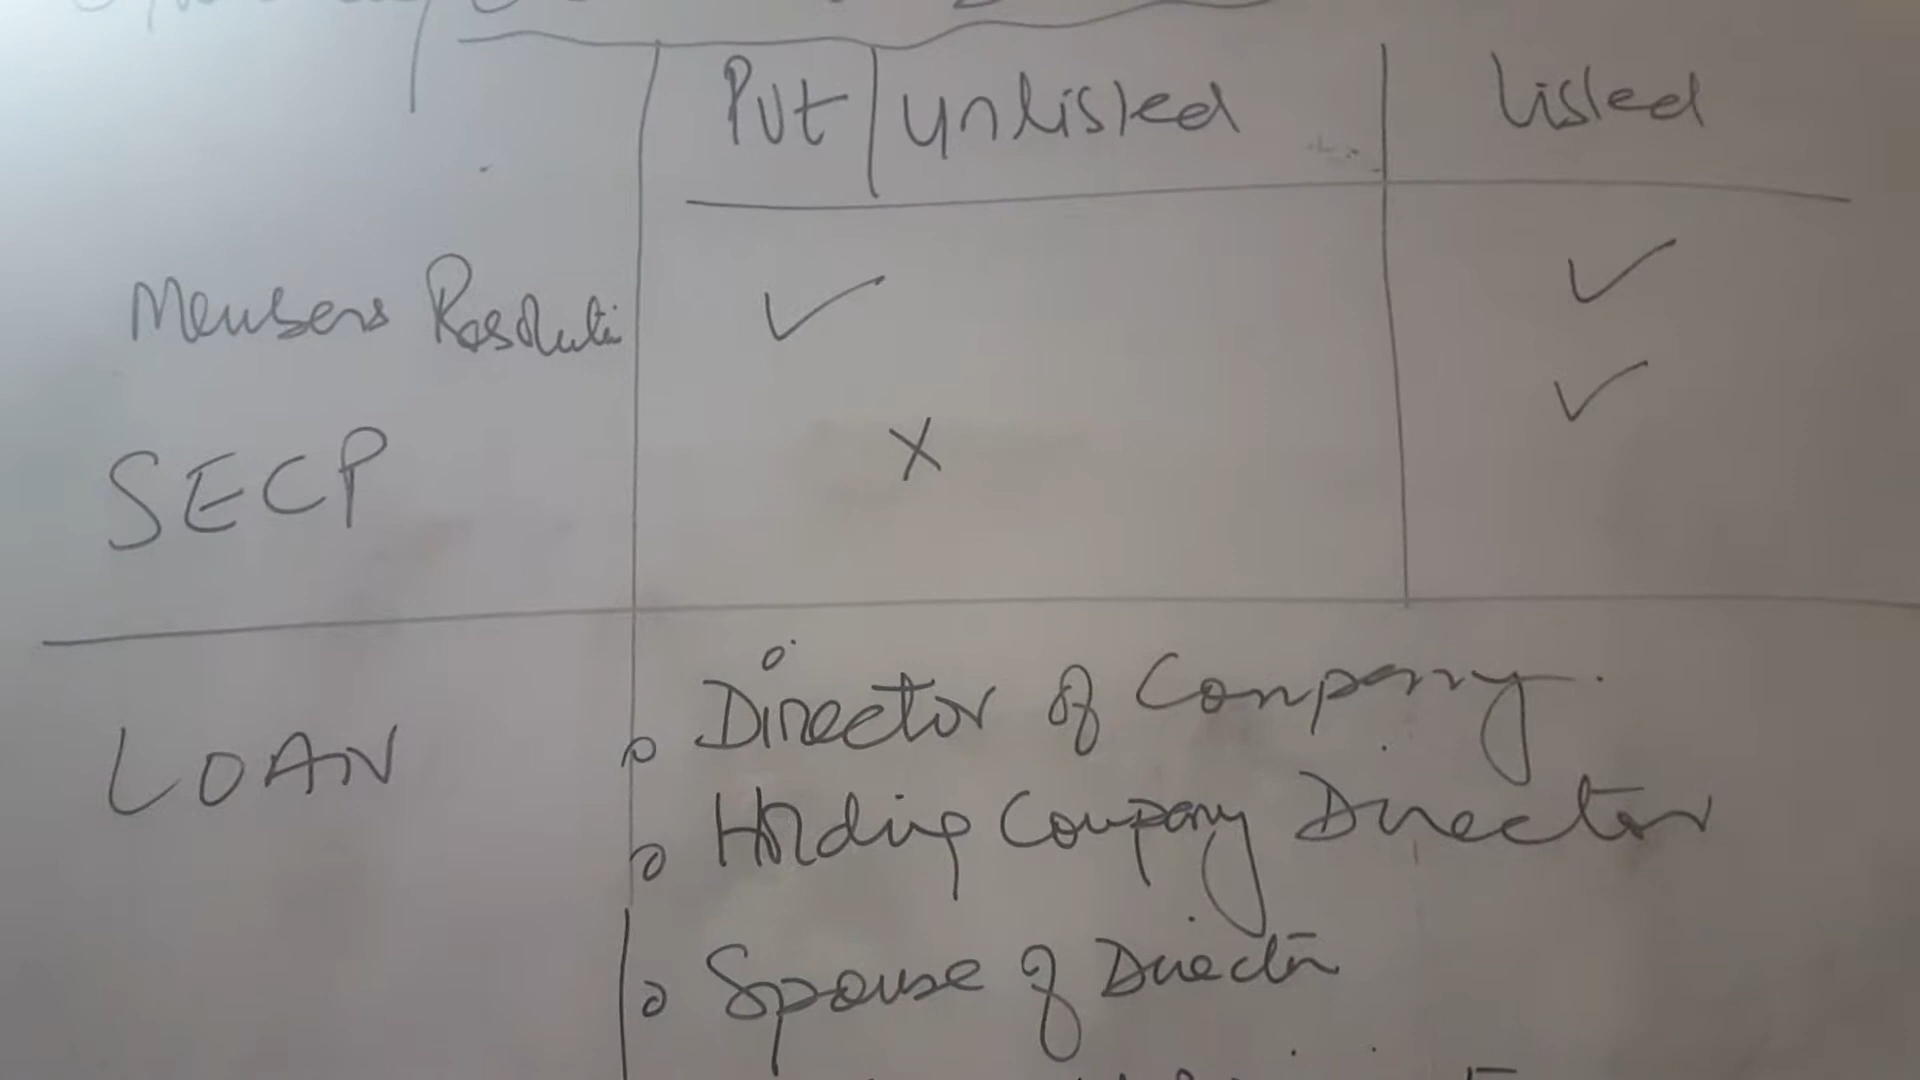 Pvt | unlisted listed
Members Resoluti ✓ ✓
SECP X ✓
LOAN
o Director of Company.
o Holding Company Director
o Spouse of Director